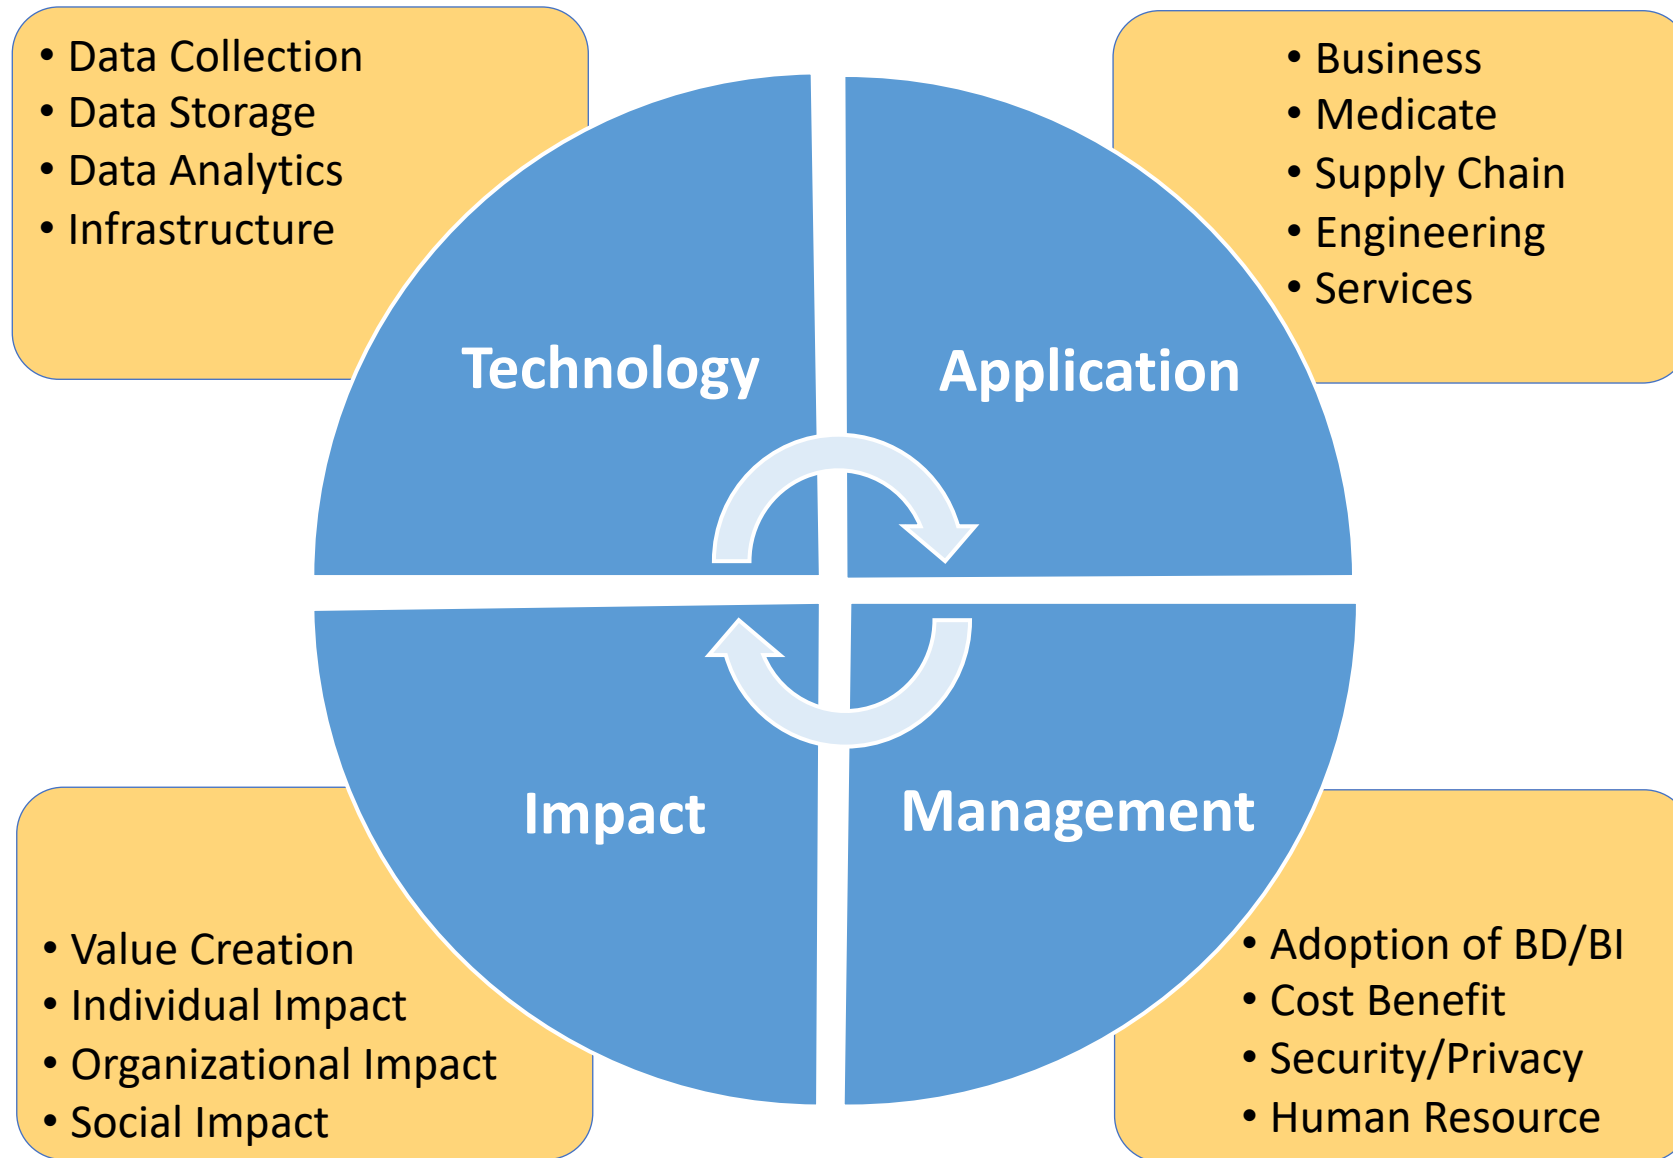 • Data Collection
• Data Storage
• Data Analytics
• Infrastructure
• Business
• Medicate
• Supply Chain
• Engineering
• Services
Technology
Application
Impact
Management
• Value Creation
• Individual Impact
• Organizational Impact
• Social Impact
• Adoption of BD/BI
• Cost Benefit
• Security/Privacy
• Human Resource